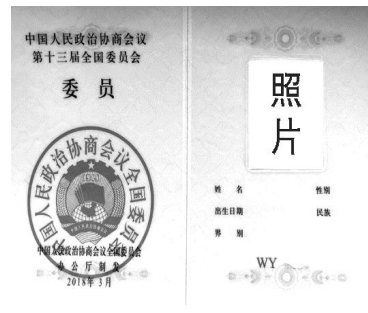 中国人民政治协商会议
第十三届全国委员会
委员
中国人民政治协商会议全国委员会
中国人民政治协商会议全国委员会
办公厅制发
2018年3月
照
片
姓 名 性别
出生日期 民族
界 别
WY